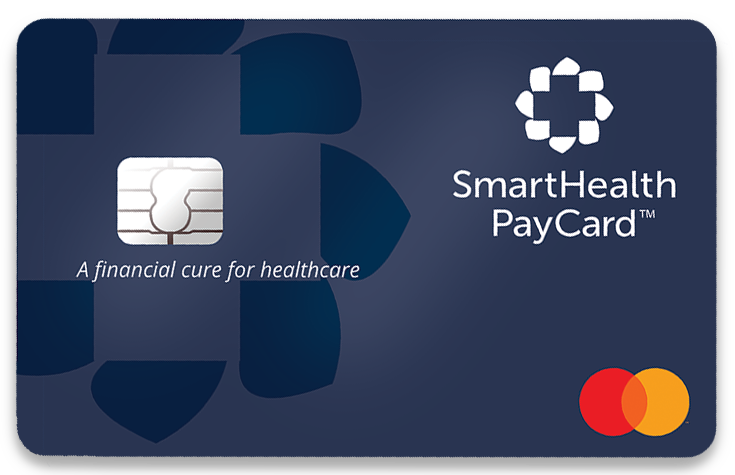 SmartHealth
PayCard™
A financial cure for healthcare